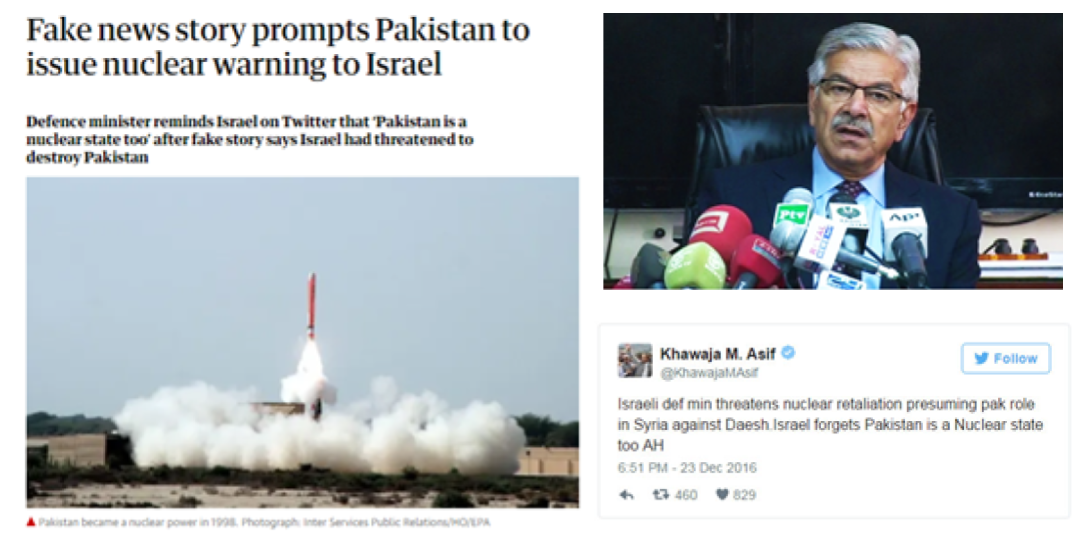 Fake news story prompts Pakistan to
issue nuclear warning to Israel
Defence minister reminds Israel on Twitter that ‘Pakistan is a
nuclear state too’ after fake story says Israel had threatened to
destroy Pakistan
Pakistan became a nuclear power in 1998. Photograph: Inter Services Public Relations/HO/EPA
Ptv
Apr
Khawaja M. Asif
@KhawajaMAsif
Follow
Israeli def min threatens nuclear retaliation presuming pak role
in Syria against Daesh.Israel forgets Pakistan is a Nuclear state
too AH
6:51 PM - 23 Dec 2016
460
829